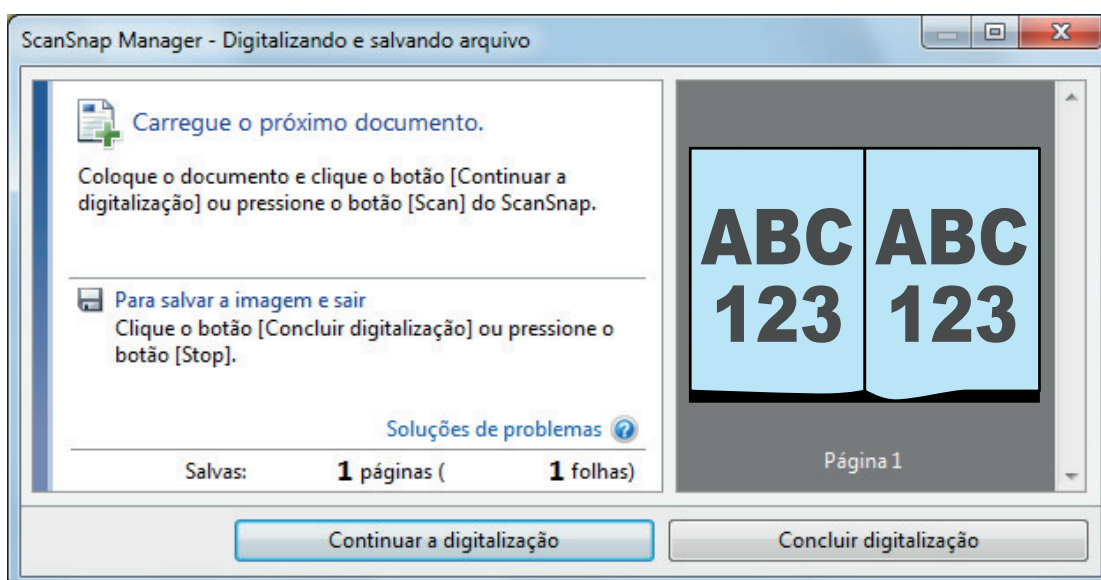 ScanSnap Manager - Digitalizando e salvando arquivo
Carregue o próximo documento.
Coloque o documento e clique o botão [Continuar a
digitalização] ou pressione o botão [Scan] do ScanSnap.
Para salvar a imagem e sair
Clique o botão [Concluir digitalização] ou pressione o
botão [Stop].
Soluções de problemas
Salvas: 1 páginas ( 1 folhas)
ABC ABC
123 123
Página 1
Continuar a digitalização
Concluir digitalização